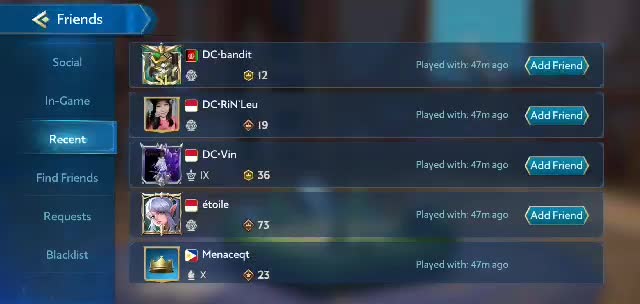 Friends
Social
In-Game
Recent
Find Friends
Requests
Blacklist
DC•bandit
12
Played with: 47m ago
Add Friend
DC•RiN`Leu
19
Played with: 47m ago
Add Friend
DC•Vin
IX
36
Played with: 47m ago
Add Friend
étoile
73
Played with: 47m ago
Add Friend
Menaceqt
X
23
Played with: 47m ago